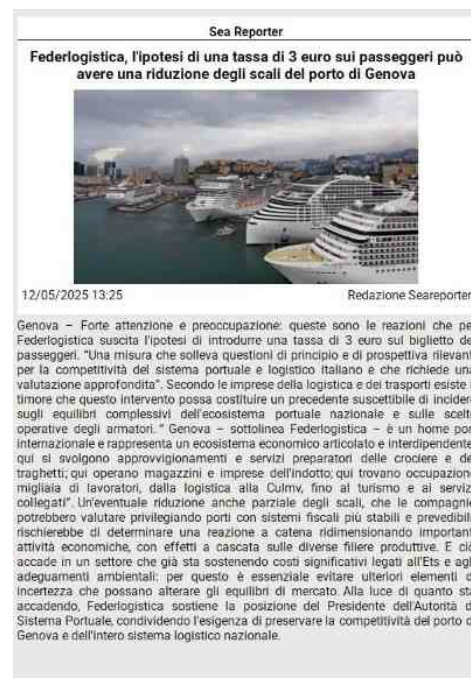 Sea Reporter
Federlogistica, l'ipotesi di una tassa di 3 euro sui passeggeri può
avere una riduzione degli scali del porto di Genova
12/05/2025 13:25
Redazione Seareporter
Genova – Forte attenzione e preoccupazione: queste sono le reazioni che pe
Federlogistica suscita l'ipotesi di introdurre una tassa di 3 euro sul biglietto de
passeggeri. "Una misura che solleva questioni di principio e di prospettiva rilevant
per la competitività del sistema portuale e logistico italiano e che richiede una
valutazione approfondita". Secondo le imprese della logistica e dei trasporti esiste i
timore che questo intervento possa costituire un precedente suscettibile di incidere
sugli equilibri complessivi dell'ecosistema portuale nazionale e sulle scelte
operative degli armatori. " Genova – sottolinea Federlogistica – è un home por
internazionale e rappresenta un ecosistema economico articolato e interdipendente
qui si svolgono approvvigionamenti e servizi preparatori delle crociere e de
traghetti; qui operano magazzini e imprese dell'indotto; qui trovano occupazione
migliaia di lavoratori, dalla logistica alla Culmv, fino al turismo e ai serviz
collegati". Un'eventuale riduzione anche parziale degli scali, che le compagnie
potrebbero valutare privilegiando porti con sistemi fiscali più stabili e prevedibil
rischierebbe di determinare una reazione a catena ridimensionando important
attività economiche, con effetti a cascata sulle diverse filiere produttive. E ciò
accade in un settore che già sta sostenendo costi significativi legati all'Ets e agl
adeguamenti ambientali: per questo è essenziale evitare ulteriori elementi d
incertezza che possano alterare gli equilibri di mercato. Alla luce di quanto sta
accadendo, Federlogistica sostiene la posizione del Presidente dell'Autorità d
Sistema Portuale, condividendo l'esigenza di preservare la competitività del porto d
Genova e dell'intero sistema logistico nazionale.